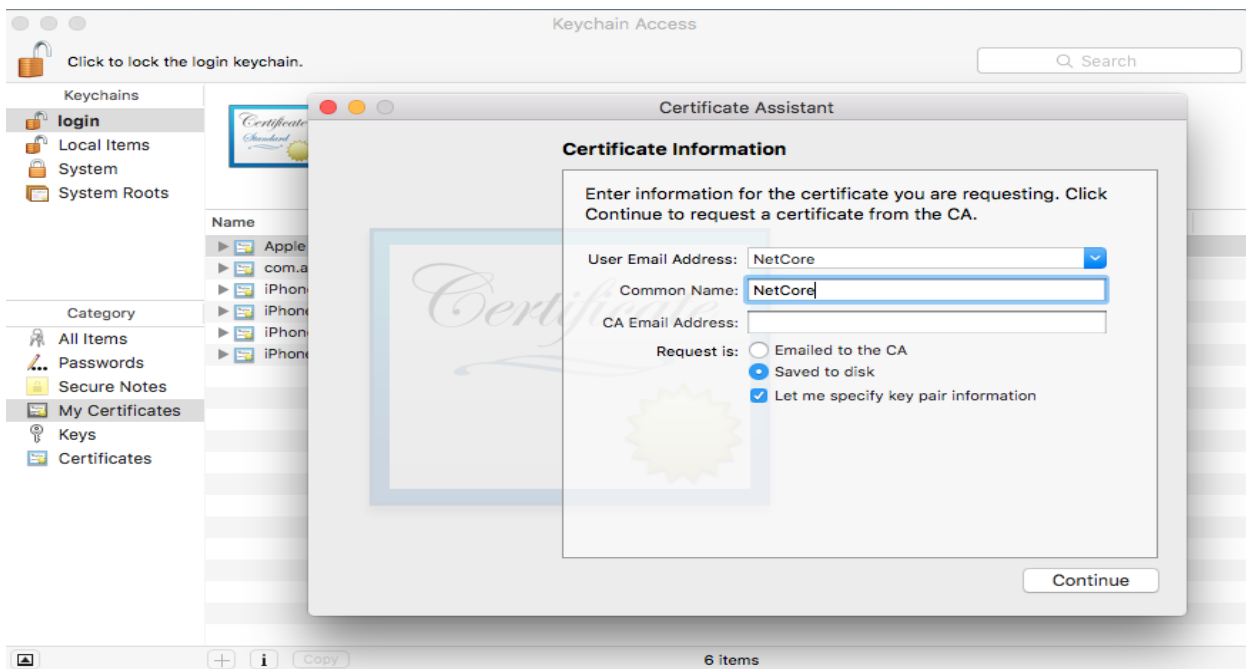 Keychain Access
Click to lock the login keychain.
Search
Keychains
login
Local Items
System
System Roots
Certificate
Standard
Name
Apple
com.a
iPhon
iPhon
iPhon
iPhon
Category
All Items
Passwords
Secure Notes
My Certificates
Keys
Certificates
Certificate Assistant
Certificate Information
Enter information for the certificate you are requesting. Click
Continue to request a certificate from the CA.
User Email Address: NetCore
Common Name: NetCore
CA Email Address:
Request is: Emailed to the CA
Saved to disk
Let me specify key pair information
Certificate
Continue
Copy
6 items